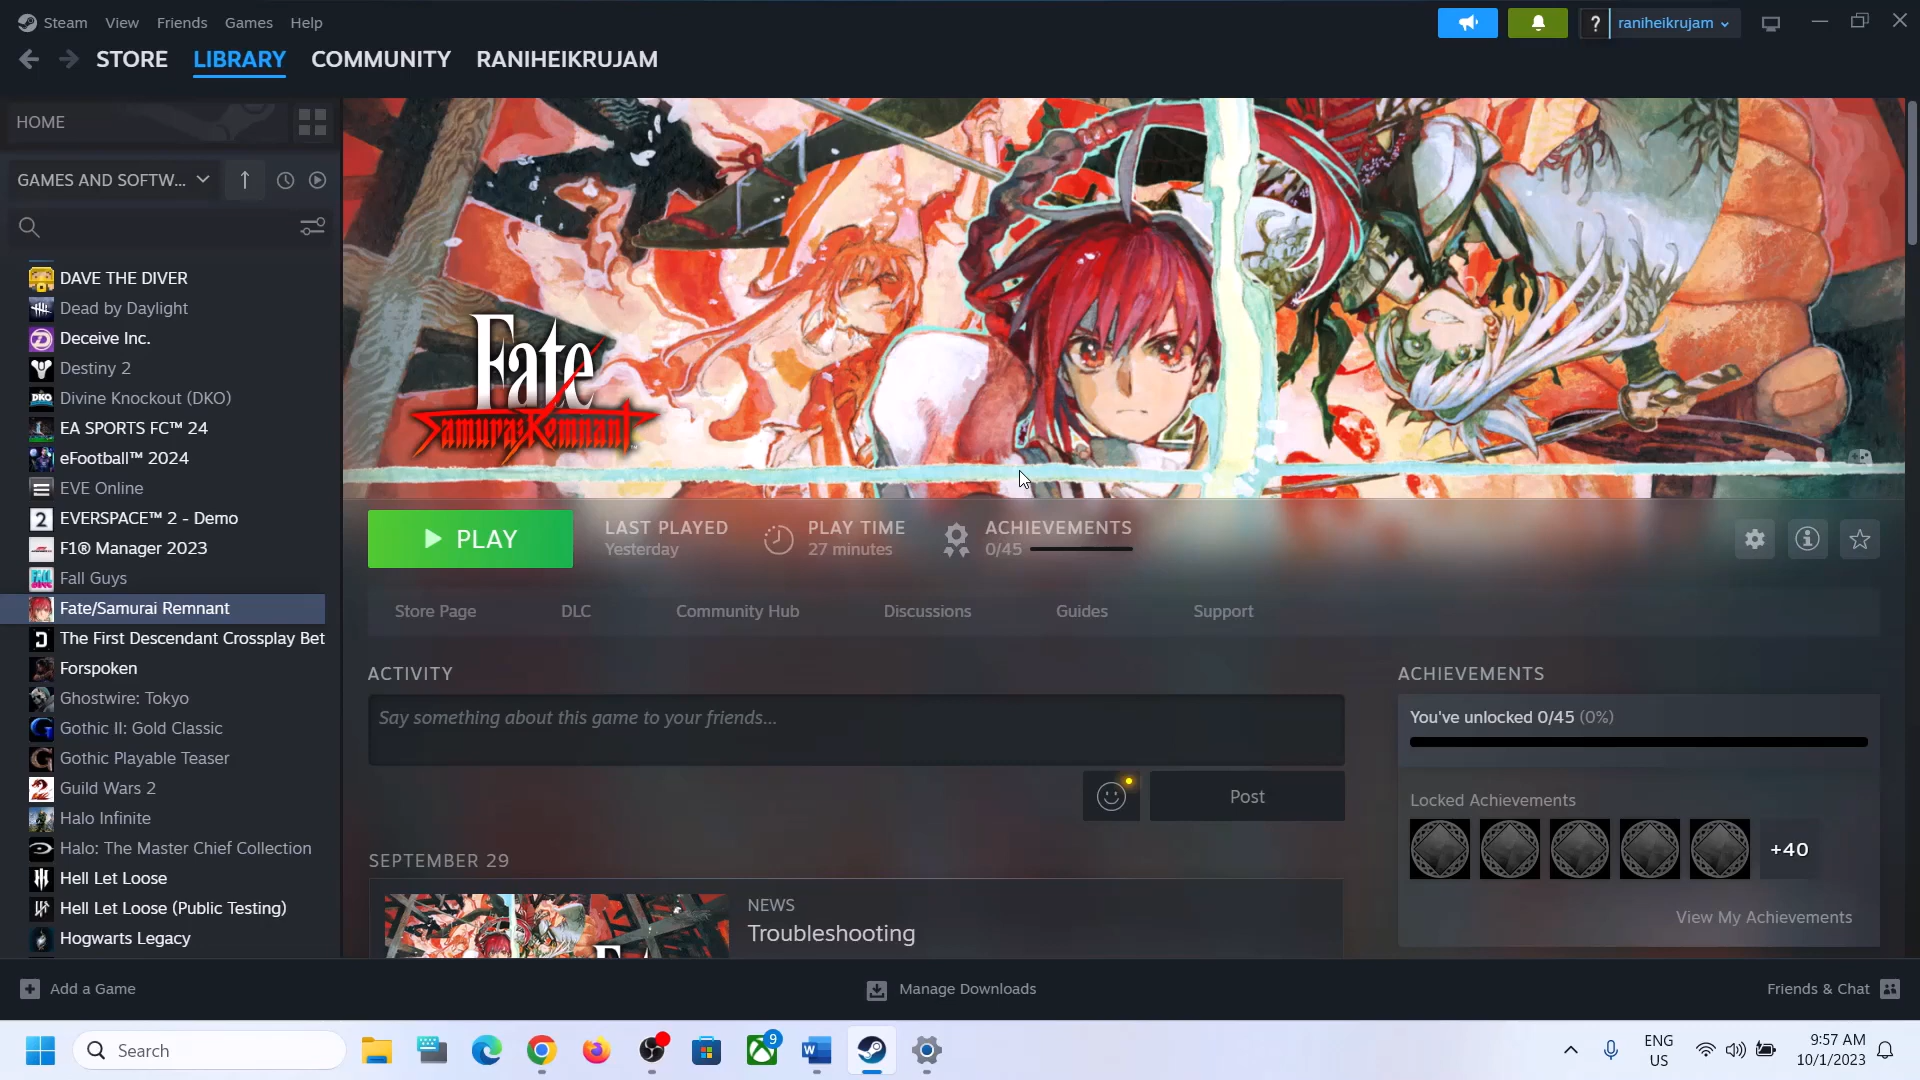 Steam View Friends Games Help
raniheikrujam
STORE LIBRARY COMMUNITY RANIHEIKRUJAM
HOME
GAMES AND SOFTW...
DAVE THE DIVER
Dead by Daylight
Deceive Inc.
Destiny 2
Divine Knockout (DKO)
EA SPORTS FC™ 24
eFootball™ 2024
EVE Online
EVERSPACE™ 2 - Demo
F1® Manager 2023
Fall Guys
Fate/Samurai Remnant
The First Descendant Crossplay Bet
Forspoken
Ghostwire: Tokyo
Gothic II: Gold Classic
Gothic Playable Teaser
Guild Wars 2
Halo Infinite
Halo: The Master Chief Collection
Hell Let Loose
Hell Let Loose (Public Testing)
Hogwarts Legacy
Fate
Samurai Remnant
PLAY
LAST PLAYED
Yesterday
PLAY TIME
27 minutes
ACHIEVEMENTS
0/45
Store Page DLC Community Hub Discussions Guides Support
ACTIVITY
Say something about this game to your friends...
Post
SEPTEMBER 29
NEWS
Troubleshooting
ACHIEVEMENTS
You've unlocked 0/45 (0%)
Locked Achievements
+40
View My Achievements
Add a Game
Manage Downloads
Friends & Chat
Search
9
ENG
US
9:57 AM
10/1/2023